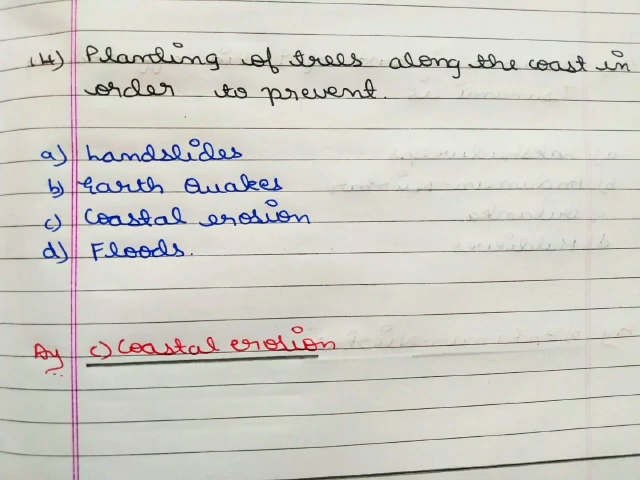 14) Planting of trees along the coast in
order to prevent.
a) Landslides
b) Earth Quakes
c) Coastal erosion
d) Floods.
Ay c) Coastal erosion